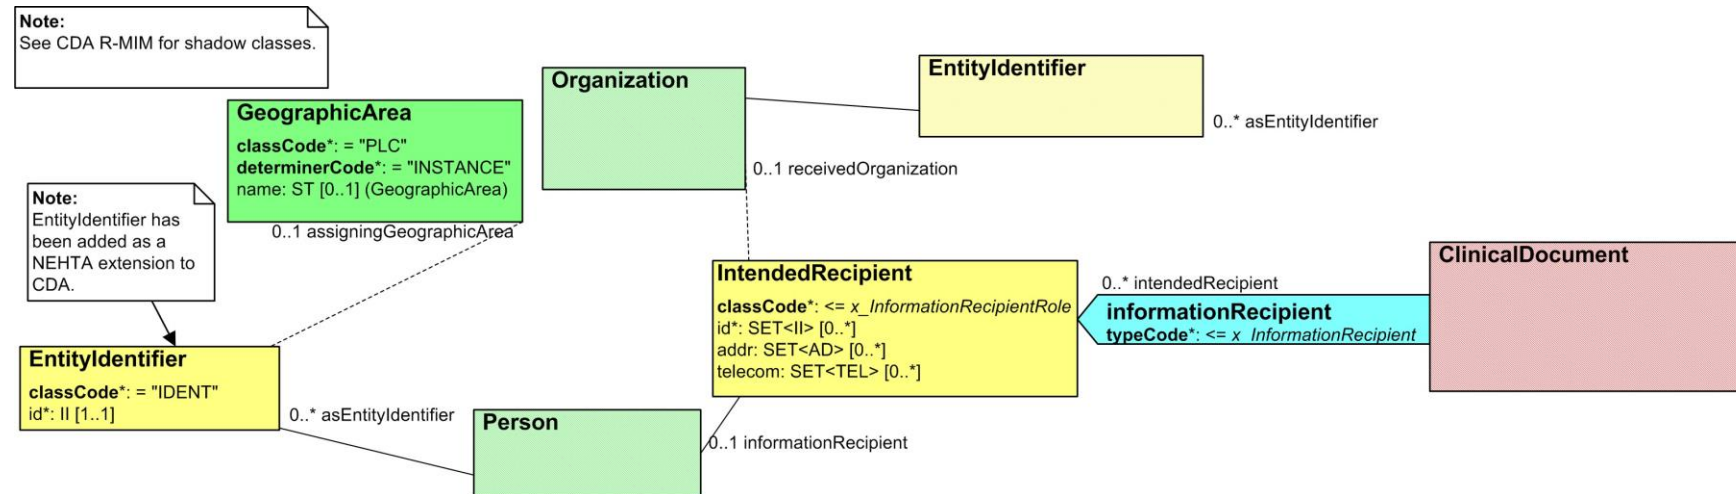 Note:
See CDA R-MIM for shadow classes.
Organization
EntityIdentifier
0..* asEntityIdentifier
GeographicArea
classCode*: = "PLC"
determinerCode*: = "INSTANCE"
name: ST [0..1] (GeographicArea)
0..1 assigningGeographicArea
0..1 receivedOrganization
Note:
EntityIdentifier has
been added as a
NEHTA extension to
CDA.
IntendedRecipient
classCode*: <= x_InformationRecipientRole
id*: SET<II> [0..*]
addr: SET<AD> [0..*]
telecom: SET<TEL> [0..*]
0..* intendedRecipient
informationRecipient
typeCode*: <= x_InformationRecipient
ClinicalDocument
EntityIdentifier
classCode*: = "IDENT"
id*: II [1..1]
0..* asEntityIdentifier
Person
0..1 informationRecipient